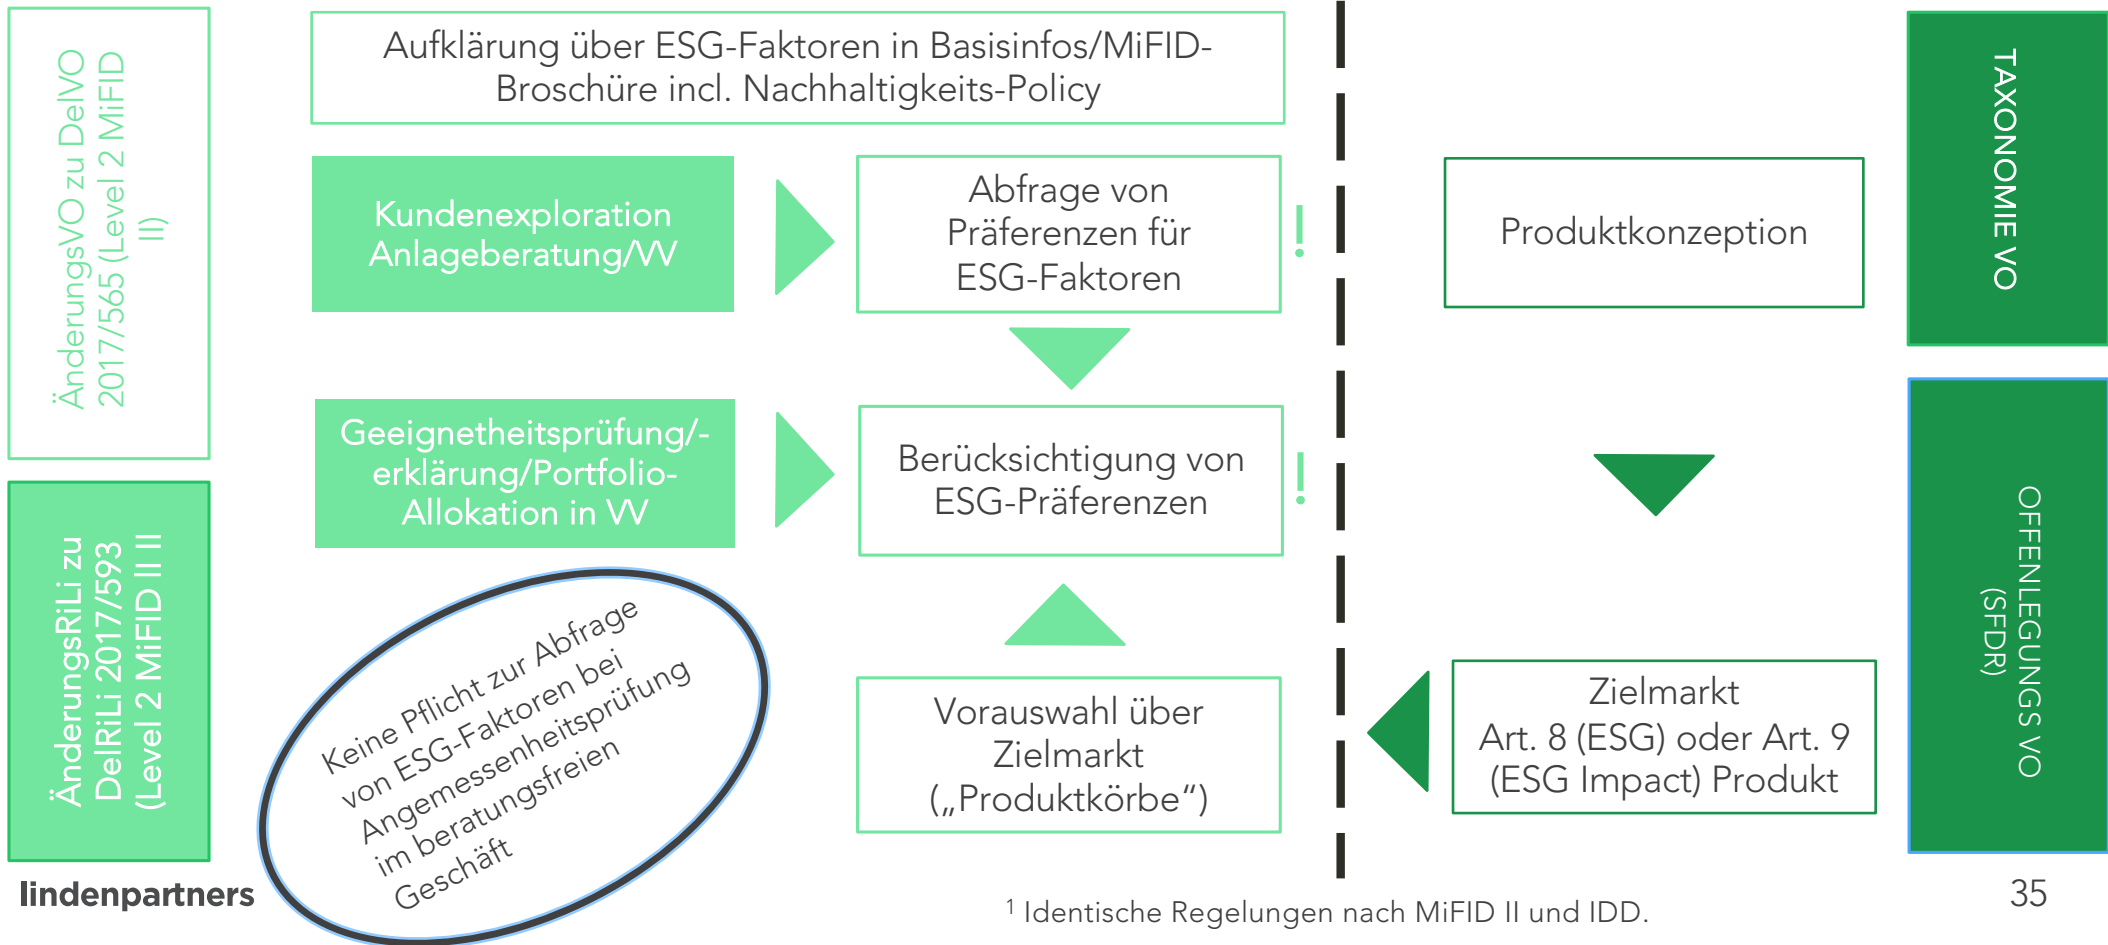 ÄnderungsVO zu DelVO
2017/565 (Level 2 MiFID
II)
ÄnderungsRiLi zu
DelRiLi 2017/593
(Level 2 MiFID II II
Aufklärung über ESG-Faktoren in Basisinfos/MiFID-
Broschüre incl. Nachhaltigkeits-Policy
Kundenexploration
Anlageberatung/VV
Abfrage von
Präferenzen für
ESG-Faktoren
!
Geeignetheitsprüfung/-
erklärung/Portfolio-
Allokation in VV
Berücksichtigung von
ESG-Präferenzen
!
Keine Pflicht zur Abfrage
von ESG-Faktoren bei
Angemessenheitsprüfung
im beratungsfreien
Geschäft
Vorauswahl über
Zielmarkt
(„Produktkörbe“)
Produktkonzeption
Zielmarkt
Art. 8 (ESG) oder Art. 9
(ESG Impact) Produkt
TAXONOMIE VO
OFFENLEGUNGS VO
(SFDR)
lindenpartners
1 Identische Regelungen nach MiFID II und IDD.
35